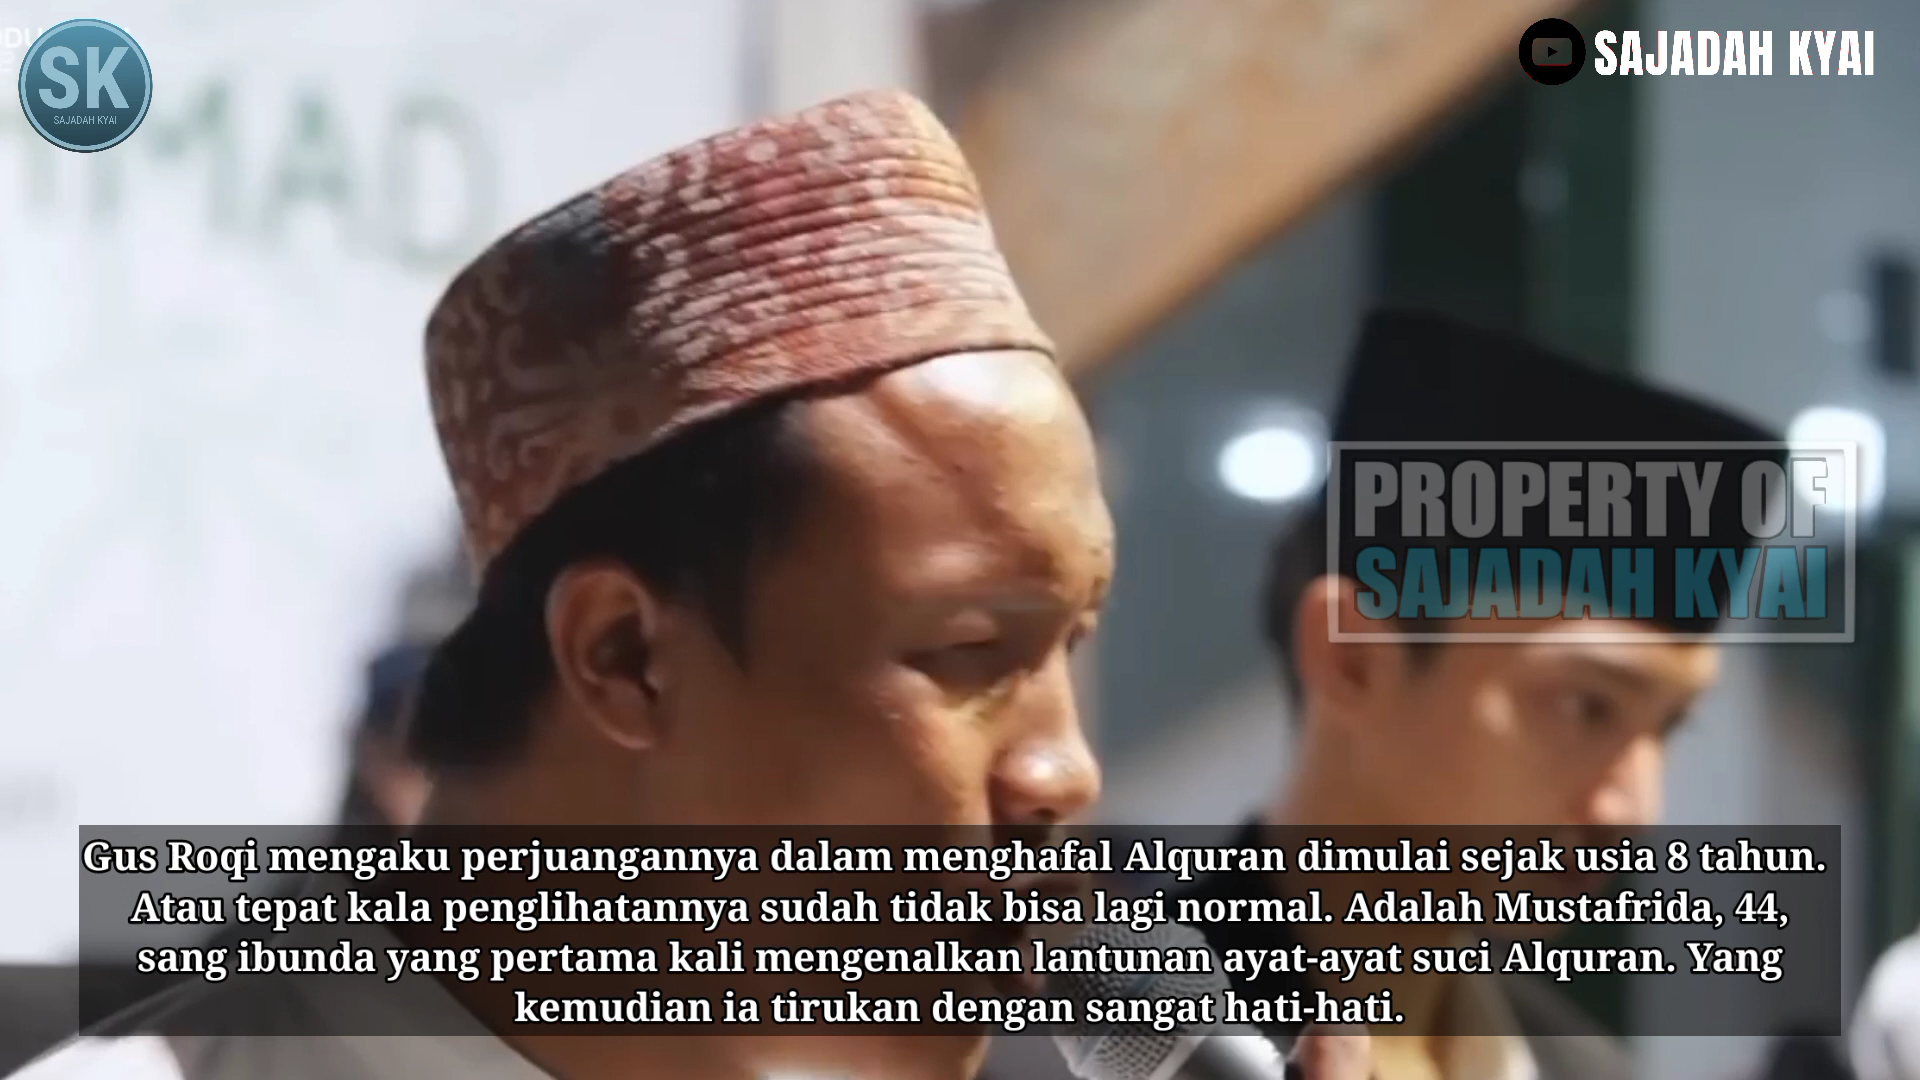 SK
SAJADAH KYAI
SAJADAH KYAI
MAD
PROPERTY OF
SAJADAH KYAI
Gus Roqi mengaku perjuangannya dalam menghafal Alquran dimulai sejak usia 8 tahun.
Atau tepat kala penglihatannya sudah tidak bisa lagi normal. Adalah Mustafrida, 44,
sang ibunda yang pertama kali mengenalkan lantunan ayat-ayat suci Alquran. Yang
kemudian ia tirukan dengan sangat hati-hati.